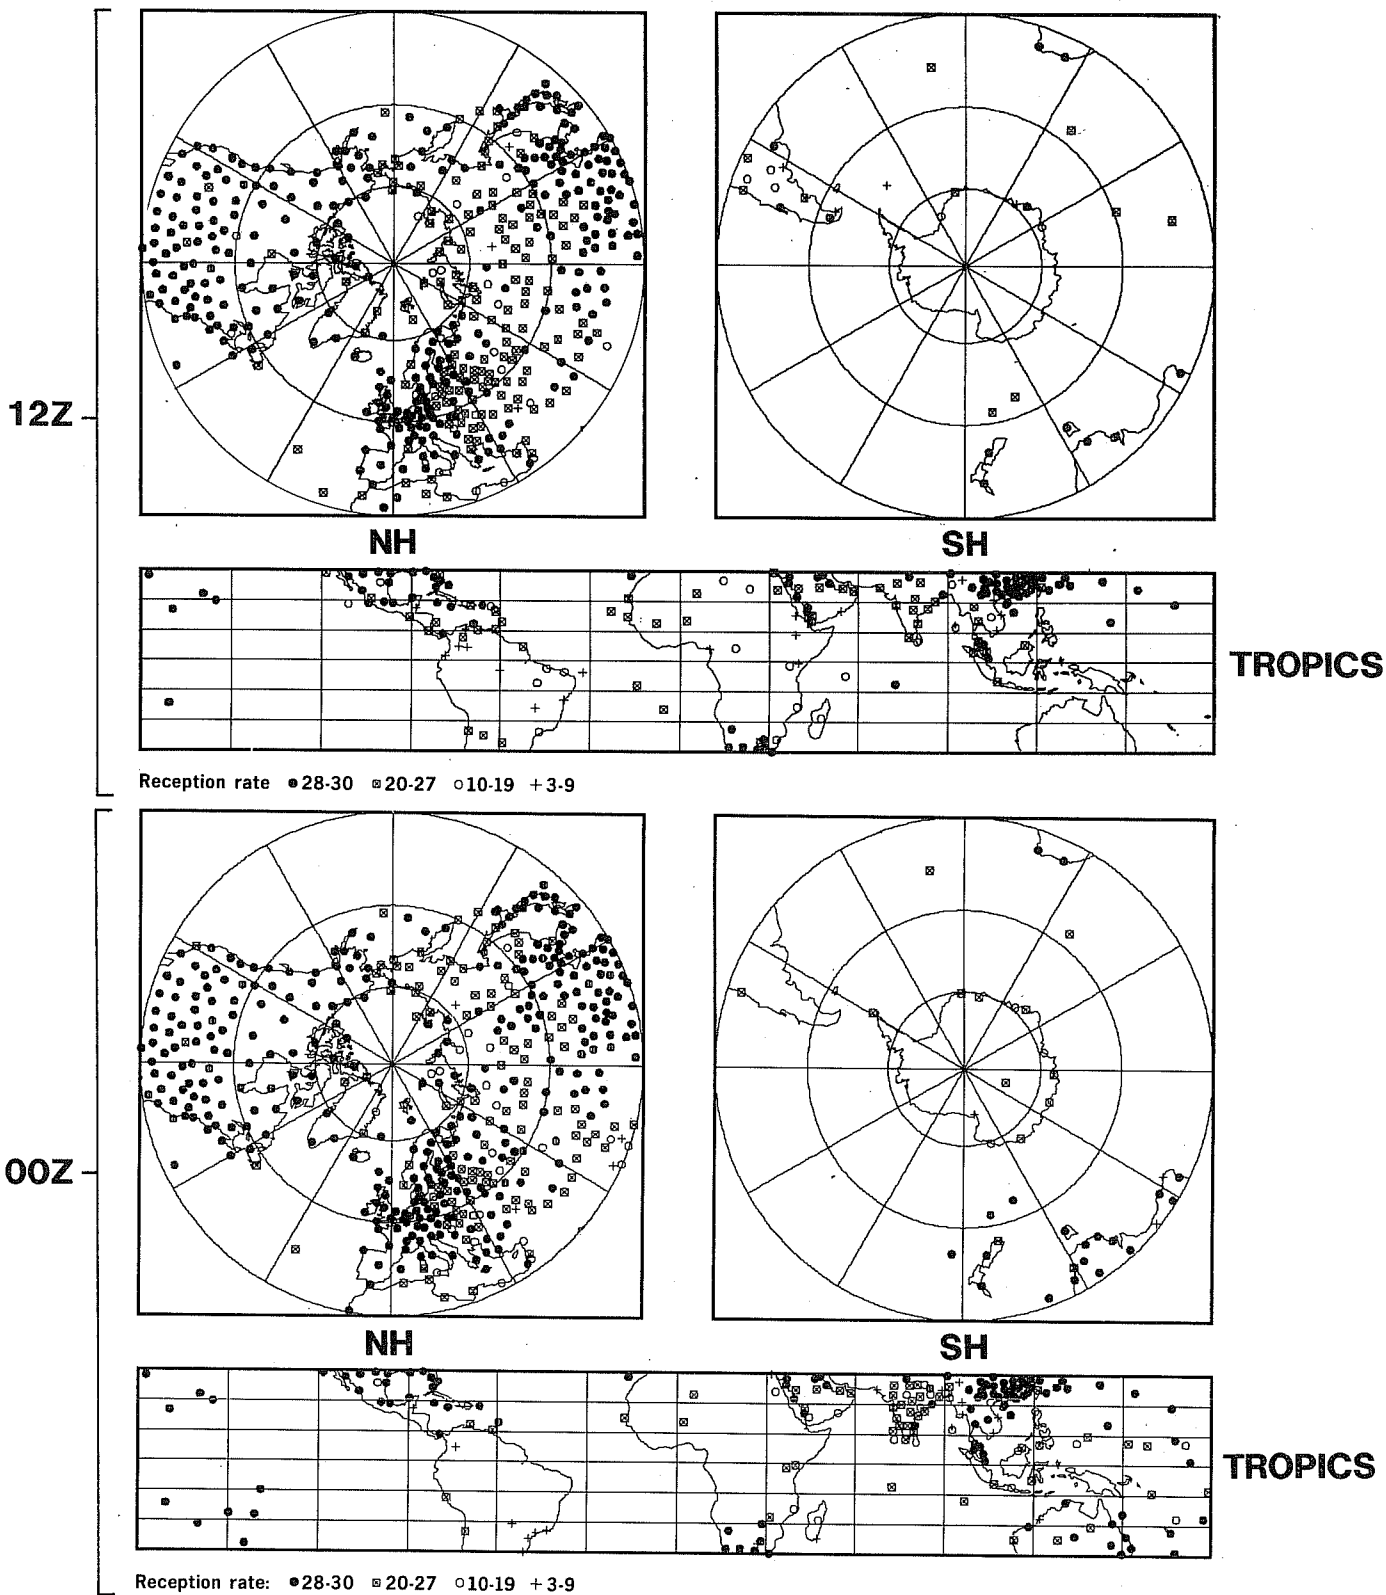 12Z
NH
SH
TROPICS
Reception rate 28-30 20-27 10-19 +3-9
00Z
NH
SH
TROPICS
Reception rate: 28-30 20-27 10-19 +3-9